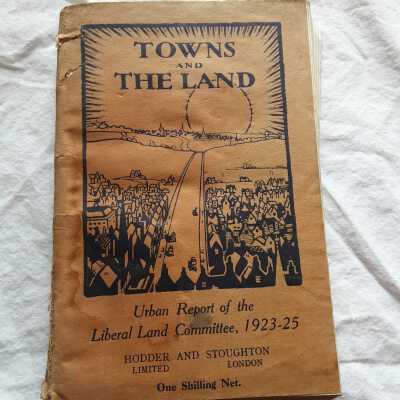 TOWNS
AND
THE LAND
Urban Report of the
Liberal Land Committee, 1923-25
HODDER AND STOUGHTON
LIMITED LONDON
One Shilling Net.